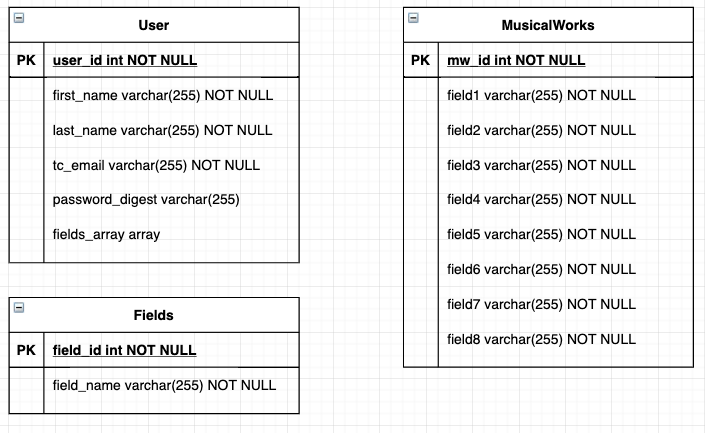 User
PK user_id int NOT NULL
first_name varchar(255) NOT NULL
last_name varchar(255) NOT NULL
tc_email varchar(255) NOT NULL
password_digest varchar(255)
fields_array array
Fields
PK field_id int NOT NULL
field_name varchar(255) NOT NULL
MusicalWorks
PK mw_id int NOT NULL
field1 varchar(255) NOT NULL
field2 varchar(255) NOT NULL
field3 varchar(255) NOT NULL
field4 varchar(255) NOT NULL
field5 varchar(255) NOT NULL
field6 varchar(255) NOT NULL
field7 varchar(255) NOT NULL
field8 varchar(255) NOT NULL